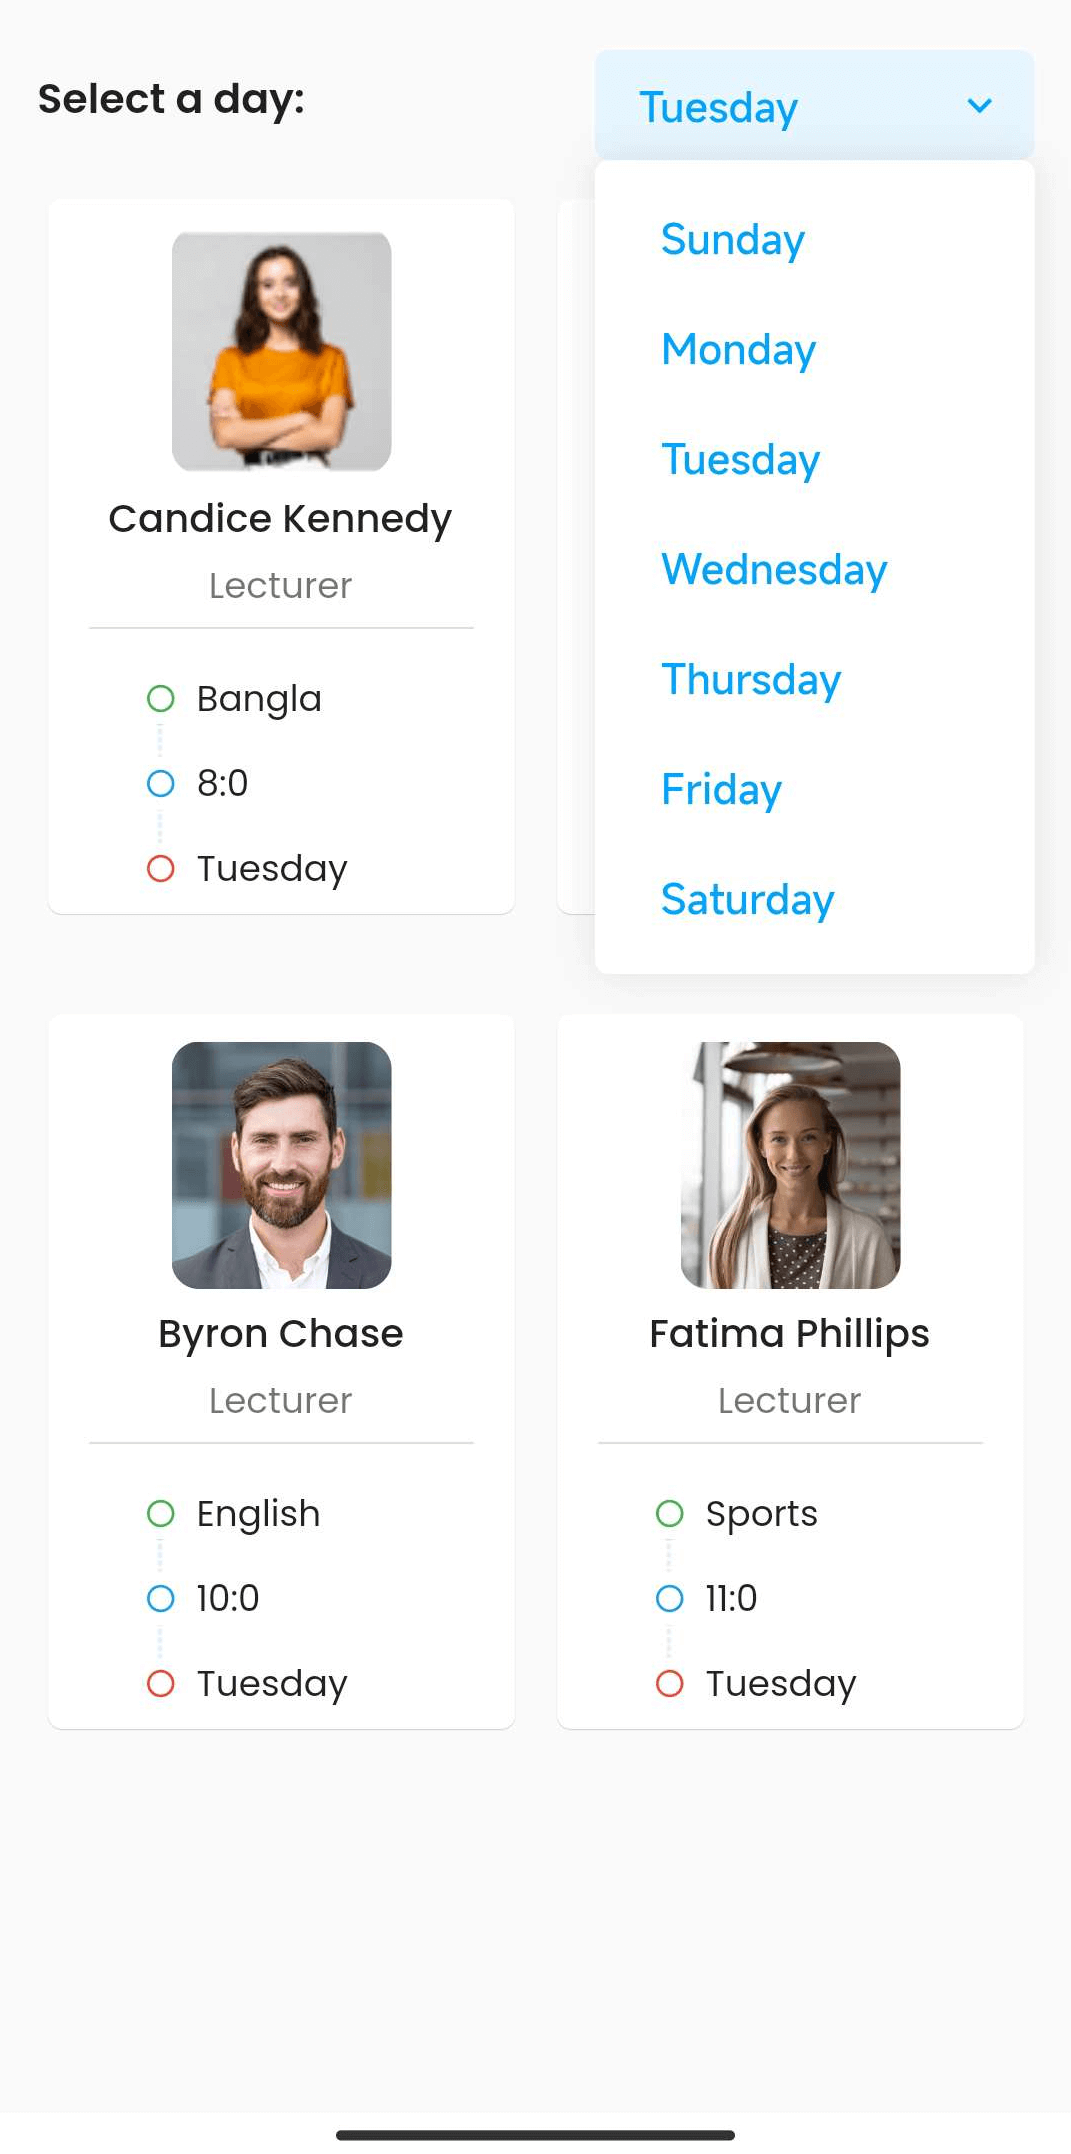 Select a day:
Tuesday
Sunday
Monday
Tuesday
Wednesday
Thursday
Friday
Saturday
Candice Kennedy
Lecturer
Bangla
8:0
Tuesday
Byron Chase
Lecturer
English
10:0
Tuesday
Fatima Phillips
Lecturer
Sports
11:0
Tuesday